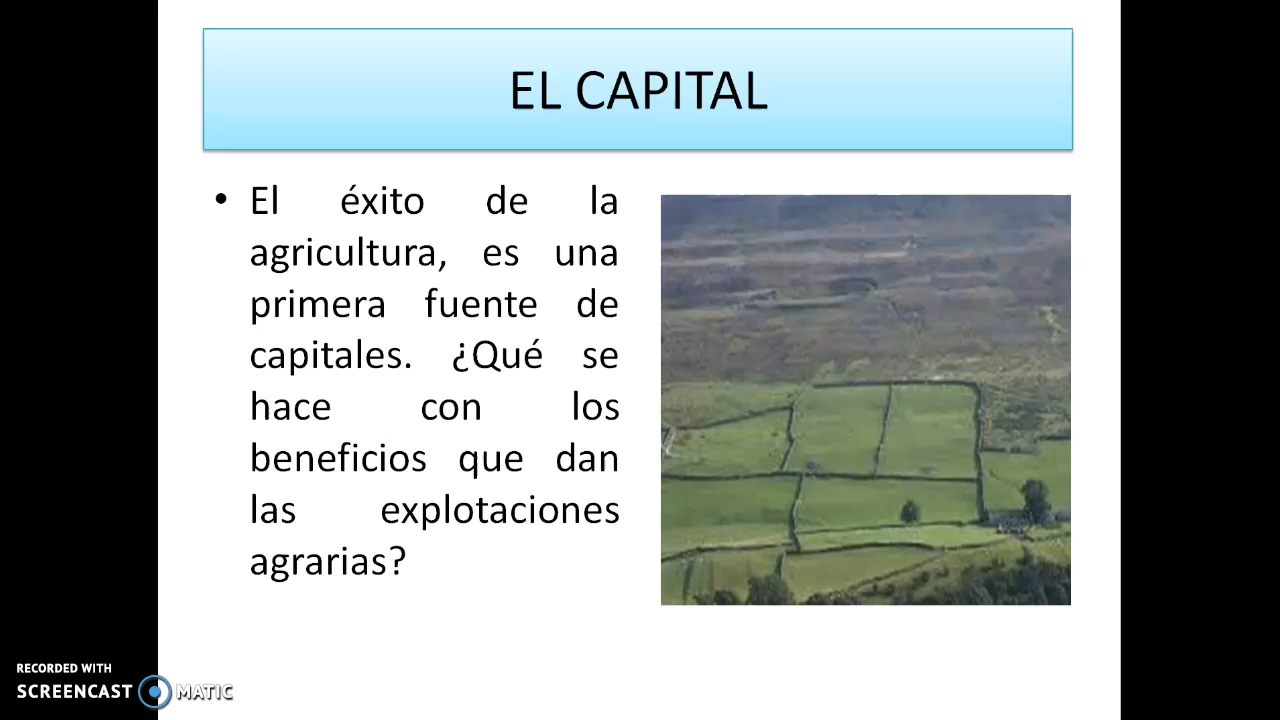 EL CAPITAL
• El éxito de la
agricultura, es una
primera fuente de
capitales. ¿Qué se
hace con los
beneficios que dan
las explotaciones
agrarias?
RECORDED WITH
SCREENCAST MATIC